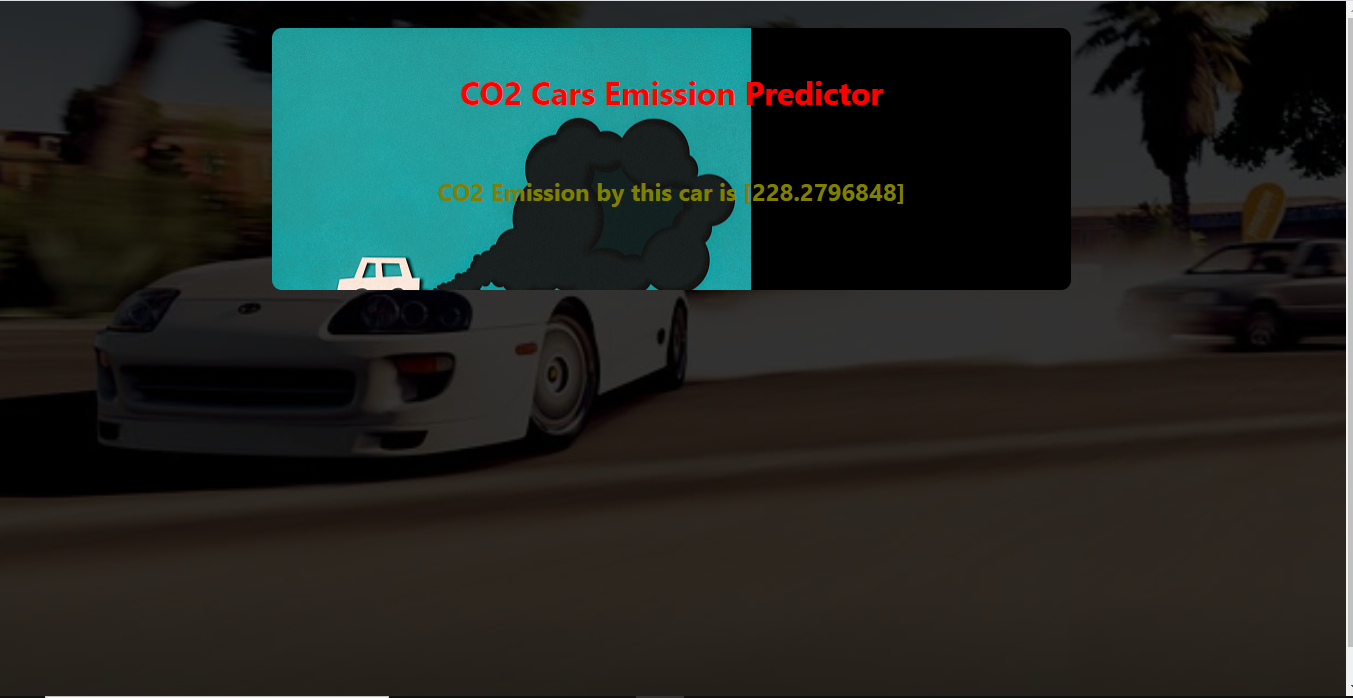 CO2 Cars Emission Predictor
CO2 Emission by this car is [228.2796848]